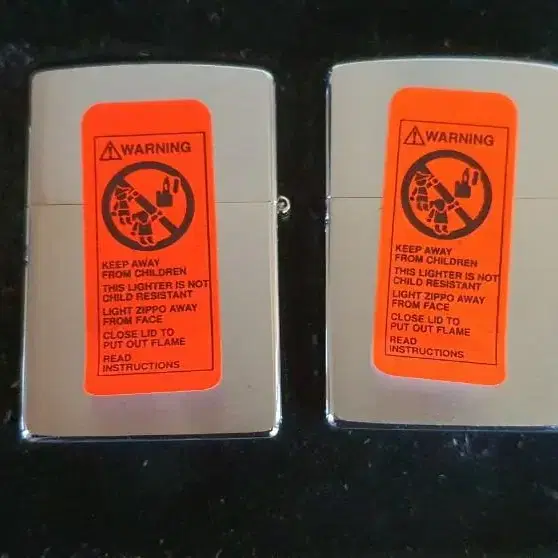 WARNING
KEEP AWAY
FROM CHILDREN
THIS LIGHTER IS NOT
CHILD RESISTANT
LIGHT ZIPPO AWAY
FROM FACE
CLOSE LID TO
PUT OUT FLAME
READ
INSTRUCTIONS
WARNING
KEEP AWAY
FROM CHILDREN
THIS LIGHTER IS NOT
CHILD RESISTANT
LIGHT ZIPPO AWAY
FROM FACE
CLOSE LID TO
PUT OUT FLAME
READ
INSTRUCTIONS